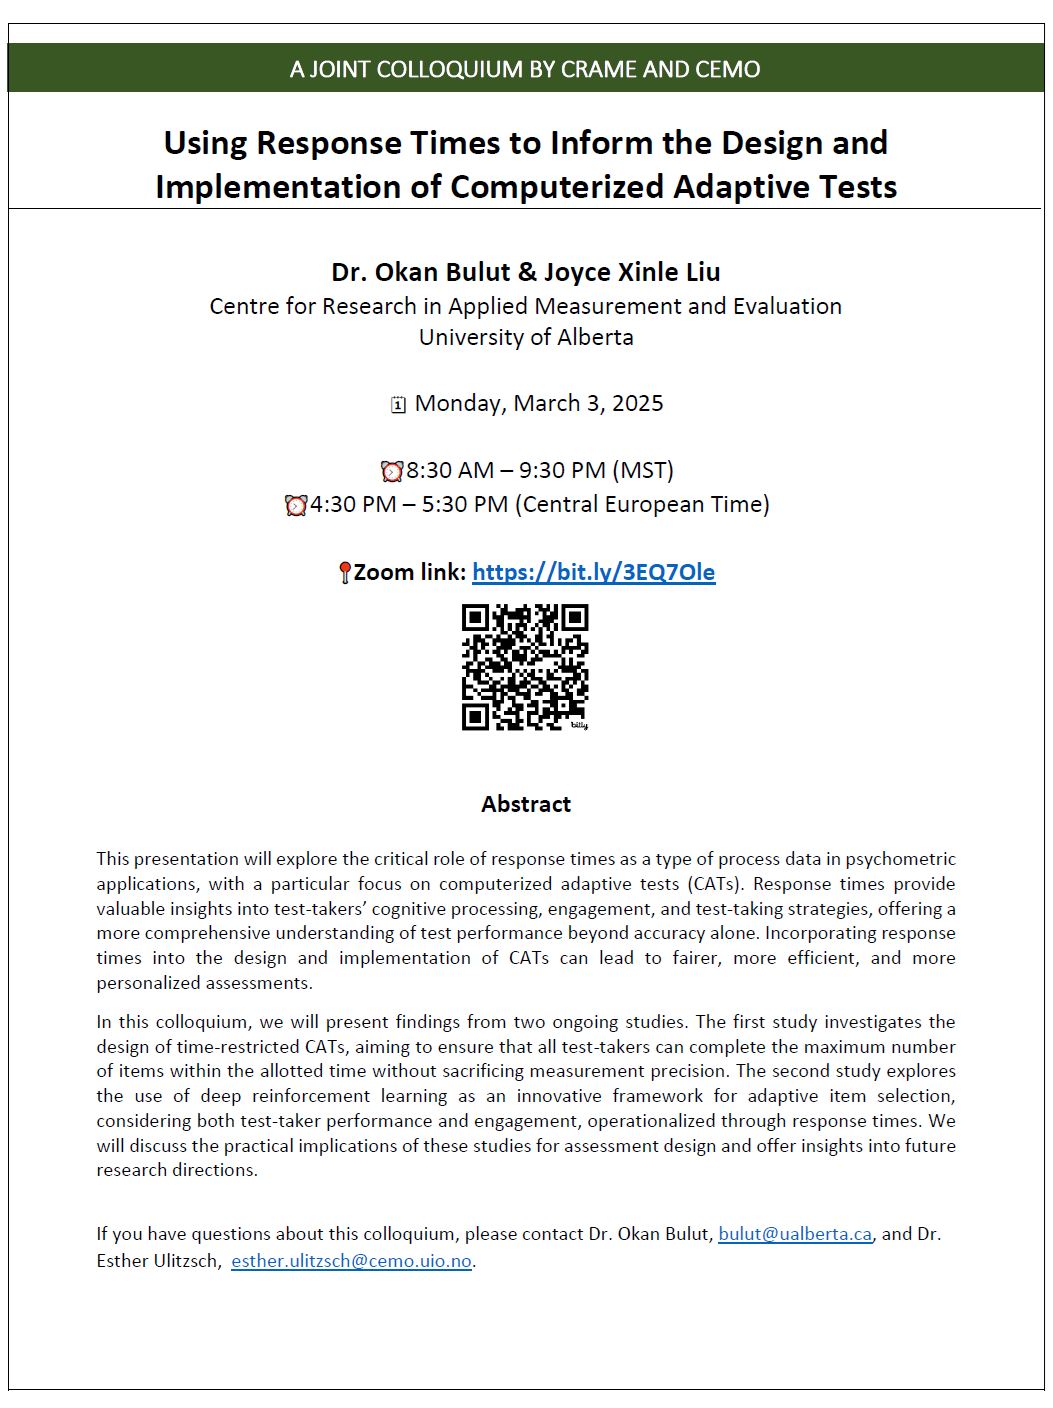 A JOINT COLLOQUIUM BY CRAME AND CEMO
Using Response Times to Inform the Design and
Implementation of Computerized Adaptive Tests
Dr. Okan Bulut & Joyce Xinle Liu
Centre for Research in Applied Measurement and Evaluation
University of Alberta
Monday, March 3, 2025
8:30 AM – 9:30 PM (MST)
4:30 PM – 5:30 PM (Central European Time)
Zoom link: https://bit.ly/3EQ7Ole
bitly
Abstract
This presentation will explore the critical role of response times as a type of process data in psychometric
applications, with a particular focus on computerized adaptive tests (CATs). Response times provide
valuable insights into test-takers’ cognitive processing, engagement, and test-taking strategies, offering a
more comprehensive understanding of test performance beyond accuracy alone. Incorporating response
times into the design and implementation of CATs can lead to fairer, more efficient, and more
personalized assessments.
In this colloquium, we will present findings from two ongoing studies. The first study investigates the
design of time-restricted CATs, aiming to ensure that all test-takers can complete the maximum number
of items within the allotted time without sacrificing measurement precision. The second study explores
the use of deep reinforcement learning as an innovative framework for adaptive item selection,
considering both test-taker performance and engagement, operationalized through response times. We
will discuss the practical implications of these studies for assessment design and offer insights into future
research directions.
If you have questions about this colloquium, please contact Dr. Okan Bulut, bulut@ualberta.ca, and Dr.
Esther Ulitzsch, esther.ulitzsch@cemo.uio.no.